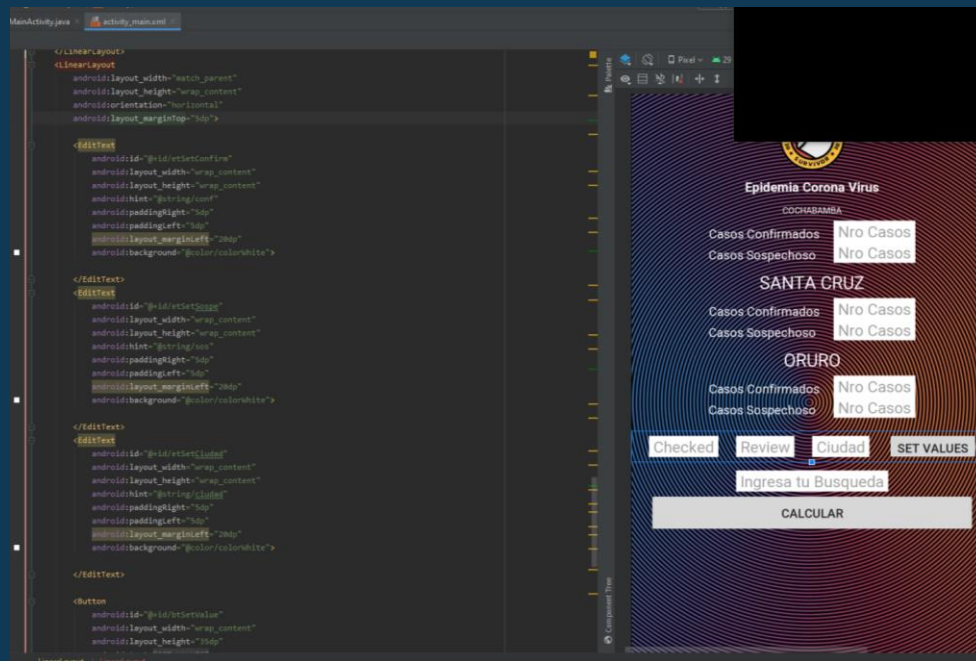 MainActivity.java
activity_main.xml
</LinearLayout>
<LinearLayout
android:layout_width="match_parent"
android:layout_height="wrap_content"
android:orientation="horizontal"
android:layout_marginTop="5dp">
<EditText
android:id="@+id/etSetConfirm"
android:layout_width="wrap_content"
android:layout_height="wrap_content"
android:hint="@string/conf"
android:paddingRight="5dp"
android:paddingLeft="5dp"
android:layout_marginLeft="20dp"
android:background="@color/colorWhite">
</EditText>
<EditText
android:id="@+id/etSetSospe"
android:layout_width="wrap_content"
android:layout_height="wrap_content"
android:hint="@string/sos"
android:paddingRight="5dp"
android:paddingLeft="5dp"
android:layout_marginLeft="20dp"
android:background="@color/colorWhite">
</EditText>
<EditText
android:id="@+id/etSetCiudad"
android:layout_width="wrap_content"
android:layout_height="wrap_content"
android:hint="@string/ciudad"
android:paddingRight="5dp"
android:paddingLeft="5dp"
android:layout_marginLeft="20dp"
android:background="@color/colorWhite">
</EditText>
<Button
android:id="@+id/btSetValue"
android:layout_width="wrap_content"
android:layout_height="35dp"
Palette
Pixel
29
SURVIVOR
Epidemia Corona Virus
COCHABAMBA
Casos Confirmados Nro Casos
Casos Sospechoso Nro Casos
SANTA CRUZ
Casos Confirmados Nro Casos
Casos Sospechoso Nro Casos
ORURO
Casos Confirmados Nro Casos
Casos Sospechoso Nro Casos
Checked Review Ciudad SET VALUES
Ingresa tu Busqueda
CALCULAR
Component Tree